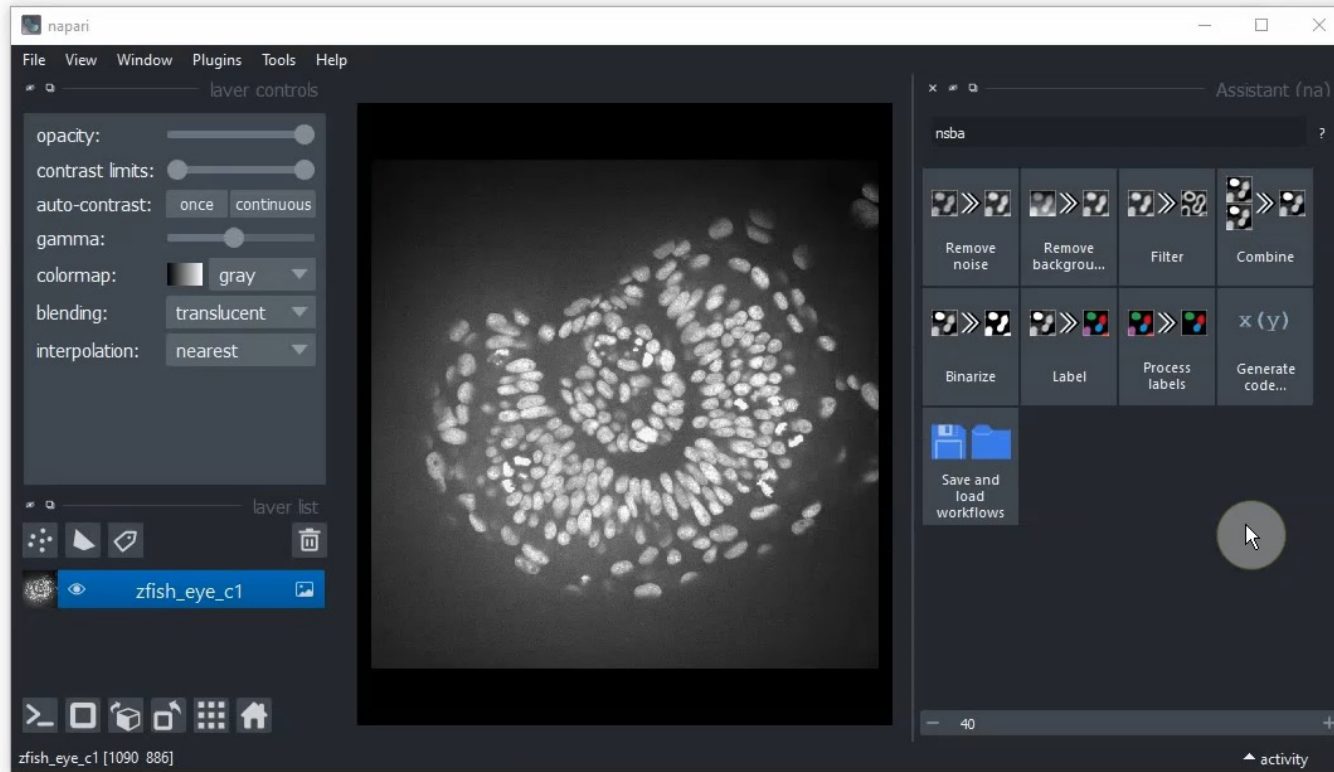 napari
File View Window Plugins Tools Help
layer controls
opacity:
contrast limits:
auto-contrast: once continuous
gamma:
colormap: gray
blending: translucent
interpolation: nearest
layer list
zfish_eye_c1
zfish_eye_c1 [1090 886]
Assistant (na)
nsba ?
Remove noise
Remove backgrou...
Filter
Combine
Binarize
Label
Process labels
x(y)
Generate code...
Save and load workflows
40
activity